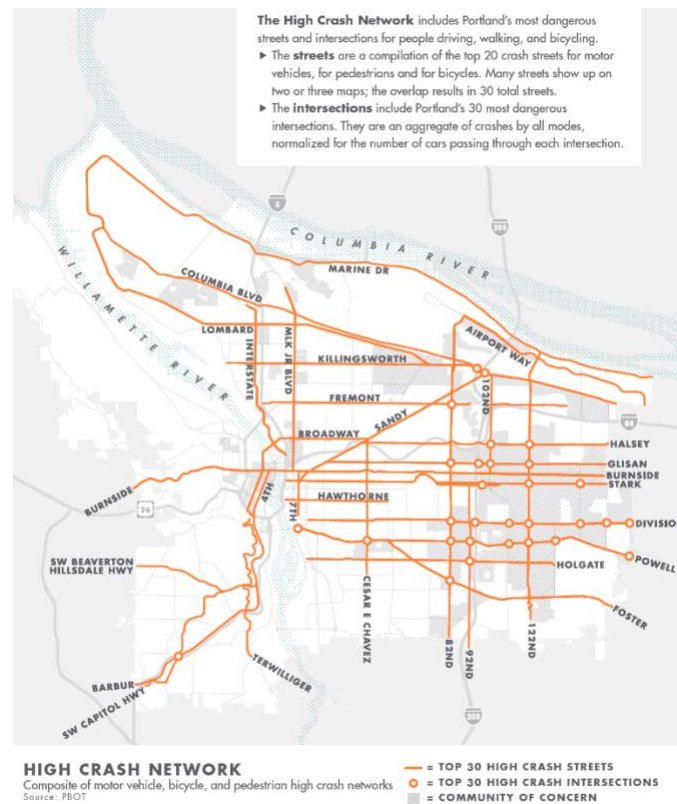 The High Crash Network includes Portland's most dangerous
streets and intersections for people driving, walking, and bicycling.
▶ The streets are a compilation of the top 20 crash streets for motor
vehicles, for pedestrians and for bicycles. Many streets show up on
two or three maps; the overlap results in 30 total streets.
▶ The intersections include Portland's 30 most dangerous
intersections. They are an aggregate of crashes by all modes,
normalized for the number of cars passing through each intersection.
5
205
COLUMBIA RIVER
MARINE DR
WILLAMETTE RIVER
COLUMBIA BLVD
LOMBARD
INTERSTATE
MLK JR BLVD
AIRPORT WAY
KILLINGSWORTH
102ND
FREMONT
SANDY
84
BROADWAY
HALSEY
GLISAN
BURNSIDE
STARK
BURNSIDE
26
4TH
7TH
HAWTHORNE
DIVISIO
POWELL
HOLGATE
SW BEAVERTON
HILLSDALE HWY
CESAR E CHAVEZ
82ND
92ND
122ND
FOSTER
TERWILLIGER
BARBUR
SW CAPITOL HWY
205
HIGH CRASH NETWORK
Composite of motor vehicle, bicycle, and pedestrian high crash networks
Source: PBOT
= TOP 30 HIGH CRASH STREETS
= TOP 30 HIGH CRASH INTERSECTIONS
= COMMUNITY OF CONCERN